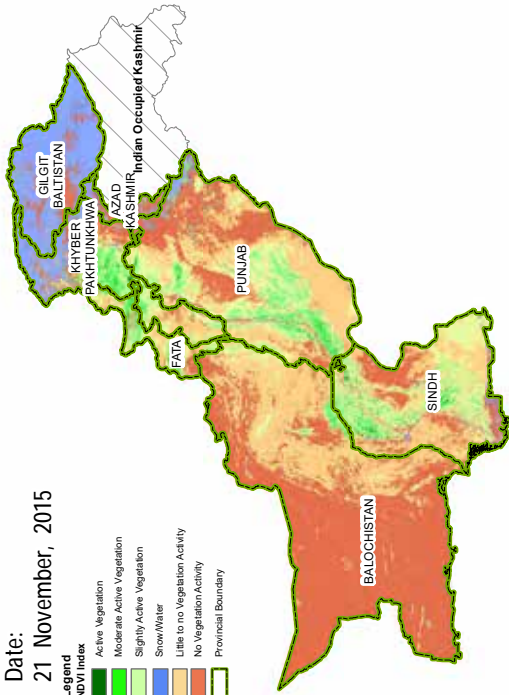 Date:
21 November, 2015
Legend
NDVI Index
Active Vegetation
Moderate Active Vegetation
Slightly Active Vegetation
Snow/Water
Little to no Vegetation Activity
No Vegetation Activity
Provincial Boundary
GILGIT
BALTISTAN
KHYBER
PAKHTUNKHWA
AZAD
KASHMIR
Indian Occupied Kashmir
FATA
PUNJAB
BALOCHISTAN
SINDH